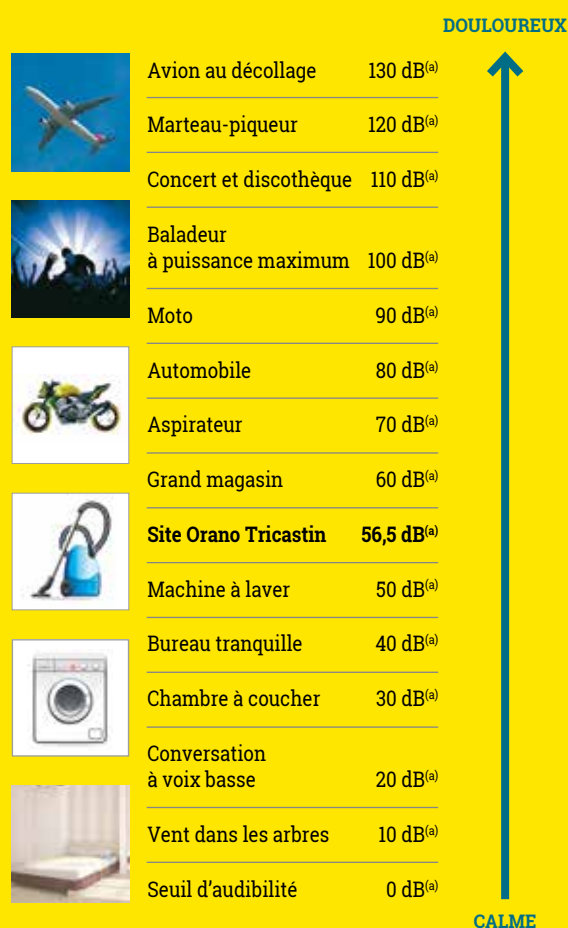 DOULOUREUX
Avion au décollage 130 dB(a)
Marteau-piqueur 120 dB(a)
Concert et discothèque 110 dB(a)
Baladeur
à puissance maximum 100 dB(a)
Moto 90 dB(a)
Automobile 80 dB(a)
Aspirateur 70 dB(a)
Grand magasin 60 dB(a)
Site Orano Tricastin 56,5 dB(a)
Machine à laver 50 dB(a)
Bureau tranquille 40 dB(a)
Chambre à coucher 30 dB(a)
Conversation
à voix basse 20 dB(a)
Vent dans les arbres 10 dB(a)
Seuil d’audibilité 0 dB(a)
CALME